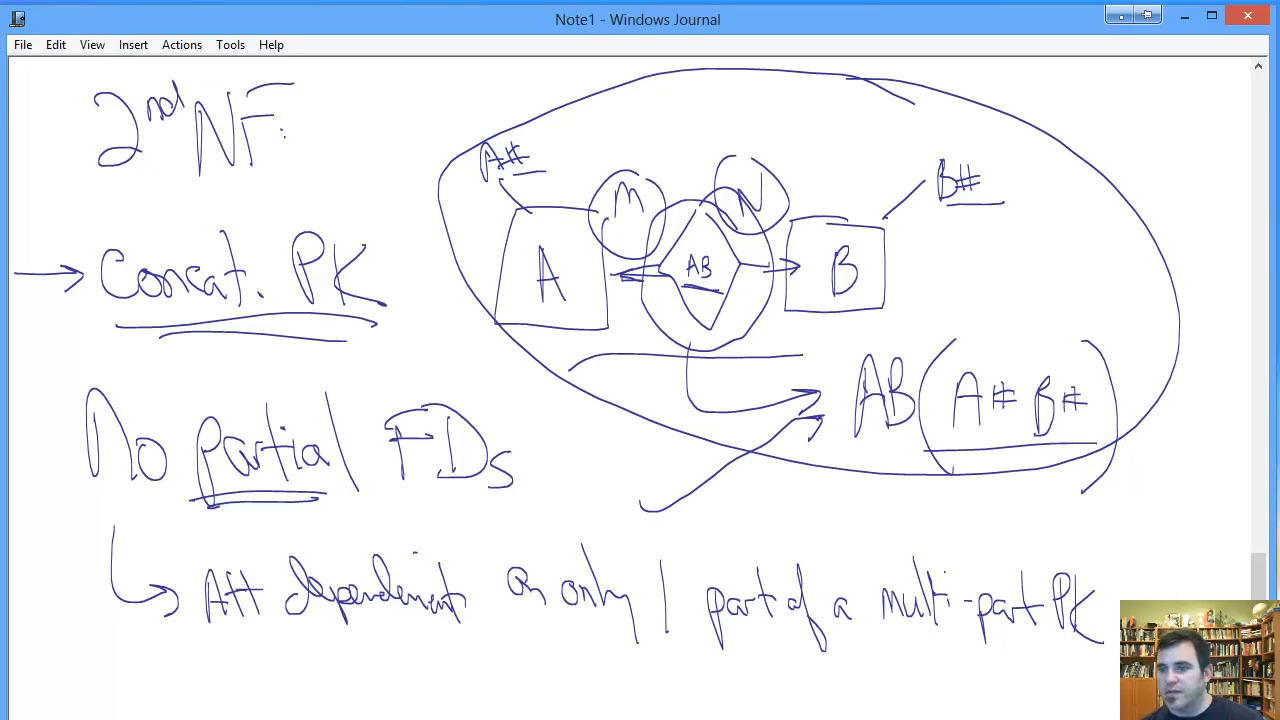 Note1 - Windows Journal
File Edit View Insert Actions Tools Help
2nd NF:
A#
M
N
B#
A
AB
B
→ Concat. PK
AB(A# B#)
No partial FDs
Att dependent on only 1 part of a multi-part PK